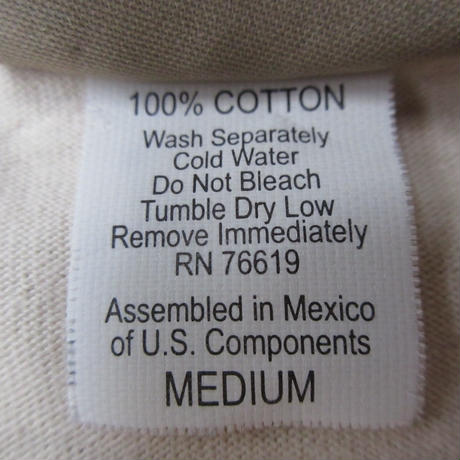 100% COTTON
Wash Separately
Cold Water
Do Not Bleach
Tumble Dry Low
Remove Immediately
RN 76619
Assembled in Mexico
of U.S. Components
MEDIUM